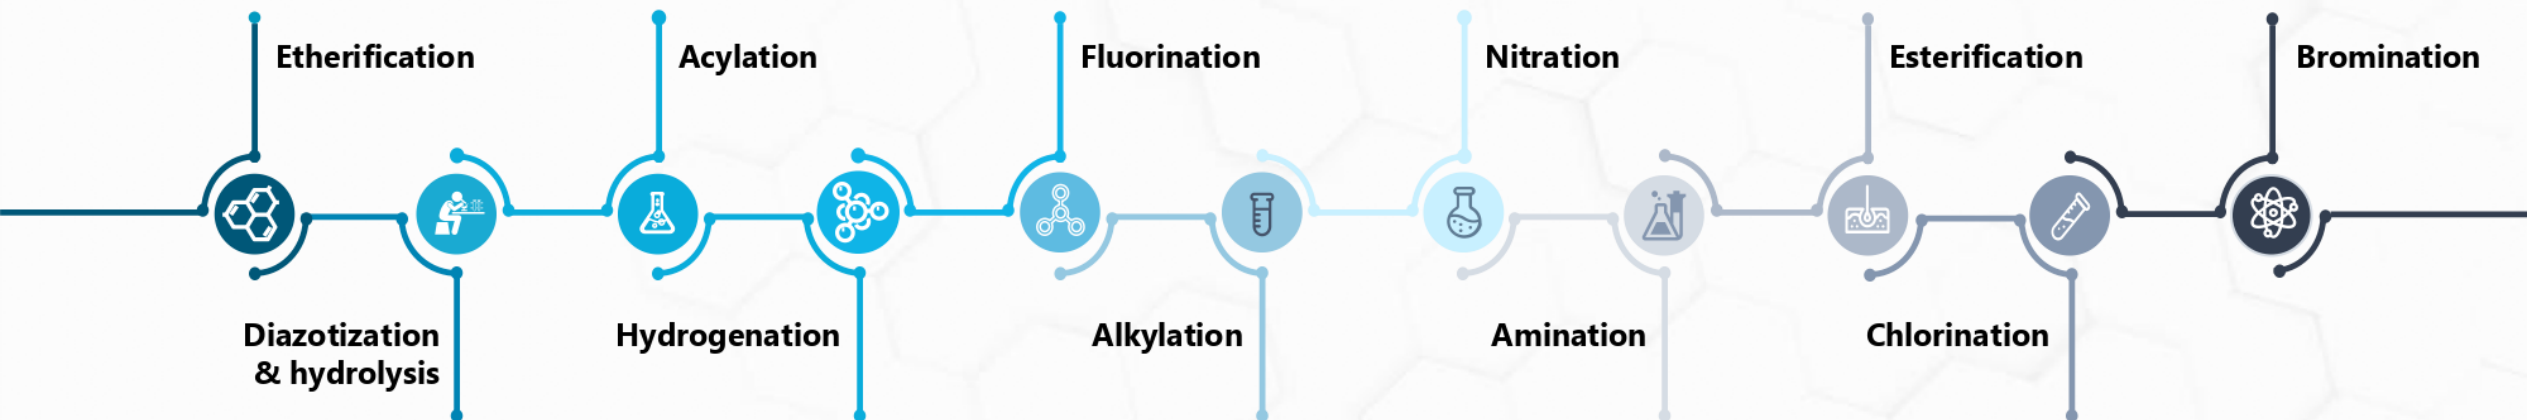 Etherification
Acylation
Fluorination
Nitration
Esterification
Bromination
Diazotization
& hydrolysis
Hydrogenation
Alkylation
Amination
Chlorination